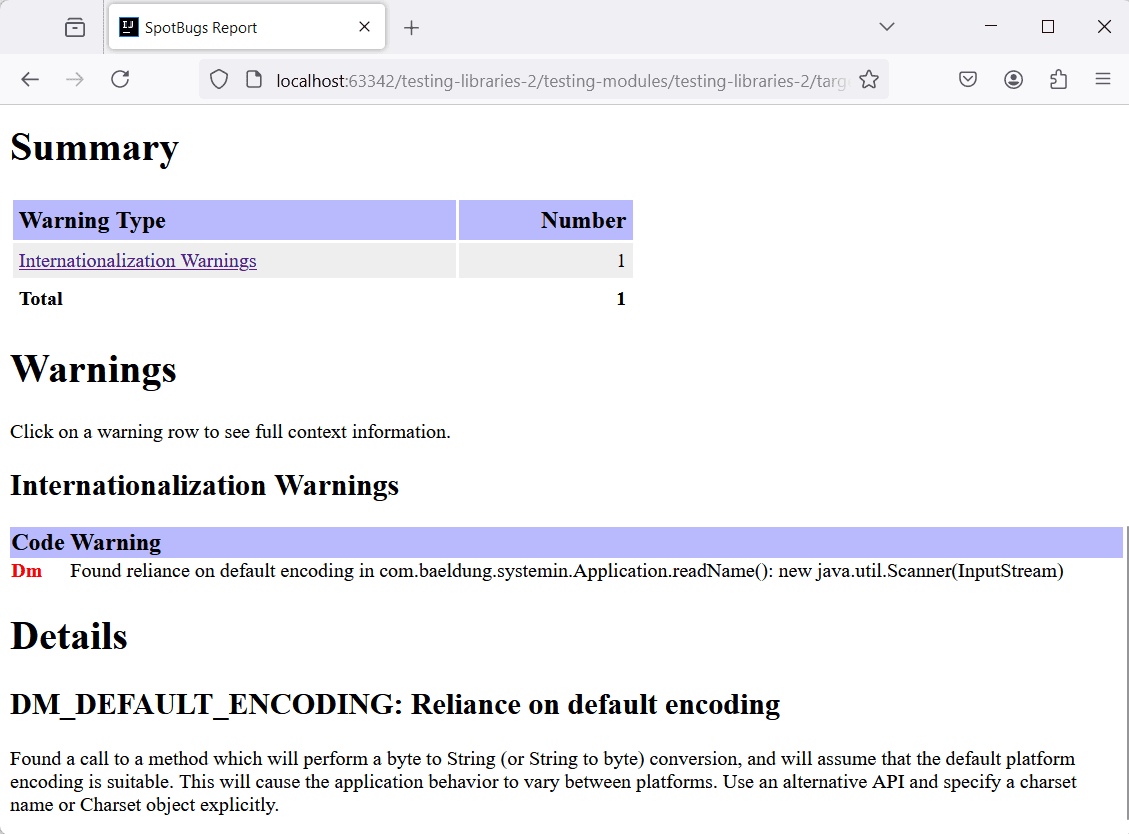 SpotBugs Report
localhost:63342/testing-libraries-2/testing-modules/testing-libraries-2/targ
Summary
Warning Type Number
Internationalization Warnings 1
Total 1
Warnings
Click on a warning row to see full context information.
Internationalization Warnings
Code Warning
Dm Found reliance on default encoding in com.baeldung.systemin.Application.readName(): new java.util.Scanner(InputStream)
Details
DM_DEFAULT_ENCODING: Reliance on default encoding
Found a call to a method which will perform a byte to String (or String to byte) conversion, and will assume that the default platform
encoding is suitable. This will cause the application behavior to vary between platforms. Use an alternative API and specify a charset
name or Charset object explicitly.